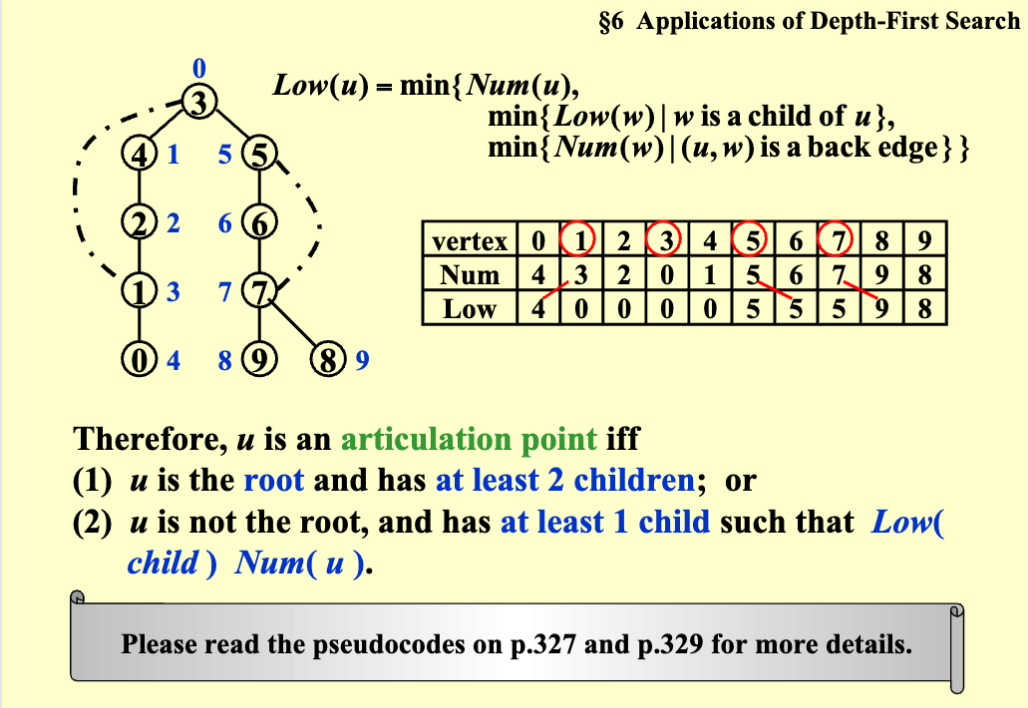 §6 Applications of Depth-First Search
0
3
Low(u) = min{Num(u),
min{Low(w) | w is a child of u},
min{Num(w) | (u, w) is a back edge} }
4 1 5 5
2 2 6 6
1 3 7 7
0 4 8 9 8 9
vertex 0 1 2 3 4 5 6 7 8 9
Num 4 3 2 0 1 5 6 7 9 8
Low 4 0 0 0 0 5 5 5 9 8
Therefore, u is an articulation point iff
(1) u is the root and has at least 2 children; or
(2) u is not the root, and has at least 1 child such that Low(
child ) Num( u ).
Please read the pseudocodes on p.327 and p.329 for more details.